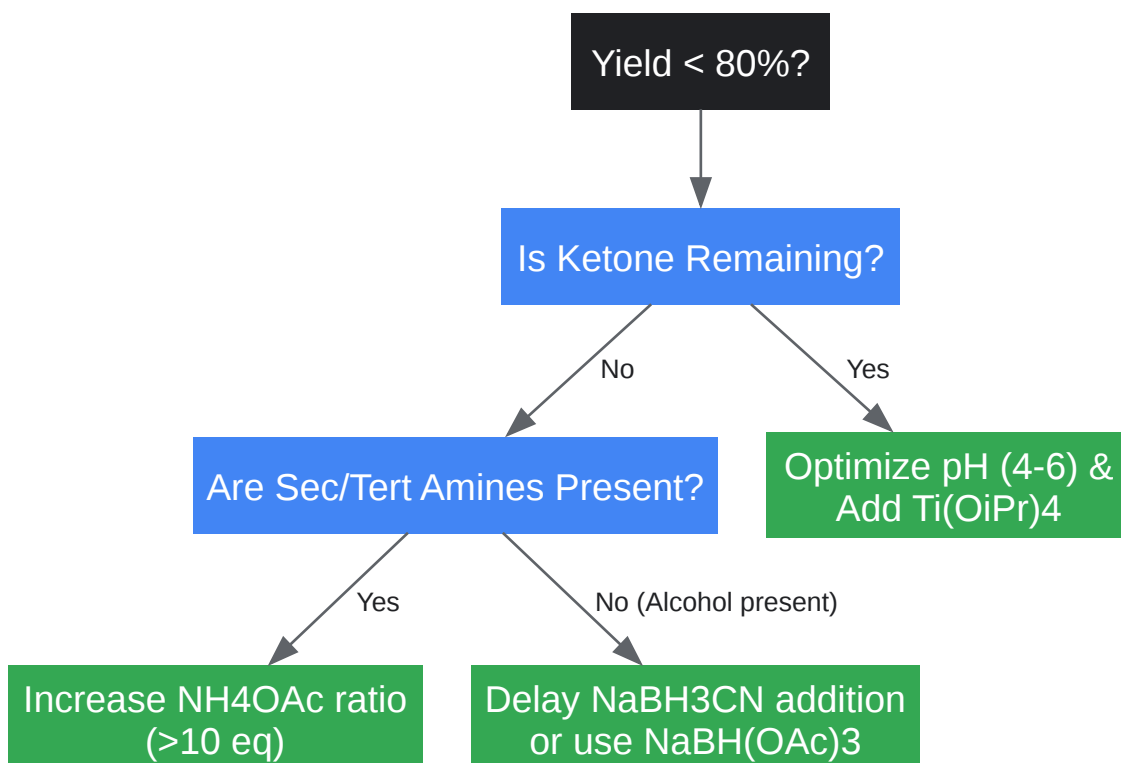 Yield < 80%?
Is Ketone Remaining?
No
Yes
Are Sec/Tert Amines Present?
Optimize pH (4-6) &
Add Ti(OiPr)4
Yes
No (Alcohol present)
Increase NH4OAc ratio
(>10 eq)
Delay NaBH3CN addition
or use NaBH(OAc)3